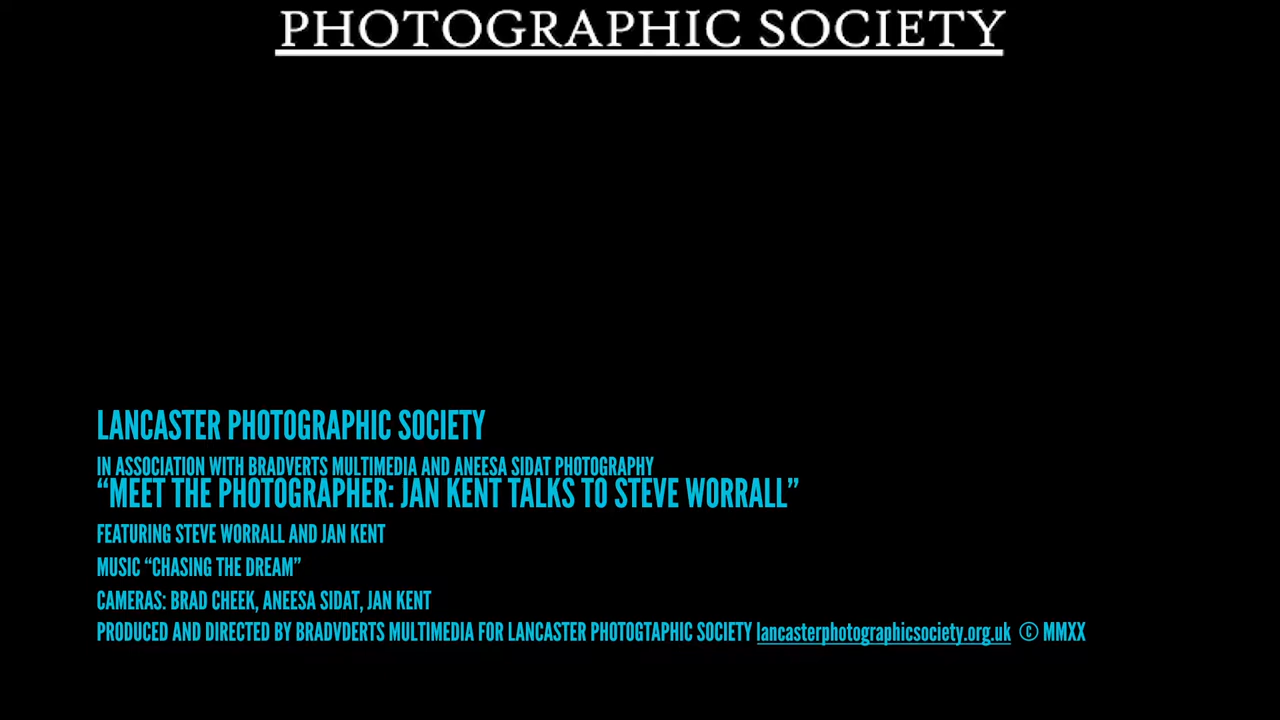 PHOTOGRAPHIC SOCIETY
LANCASTER PHOTOGRAPHIC SOCIETY
IN ASSOCIATION WITH BRADVERTS MULTIMEDIA AND ANEESA SIDAT PHOTOGRAPHY
“MEET THE PHOTOGRAPHER: JAN KENT TALKS TO STEVE WORRALL”
FEATURING STEVE WORRALL AND JAN KENT
MUSIC “CHASING THE DREAM”
CAMERAS: BRAD CHEEK, ANEESA SIDAT, JAN KENT
PRODUCED AND DIRECTED BY BRADVDERTS MULTIMEDIA FOR LANCASTER PHOTOGTAPHIC SOCIETY lancasterphotographicsociety.org.uk © MMXX